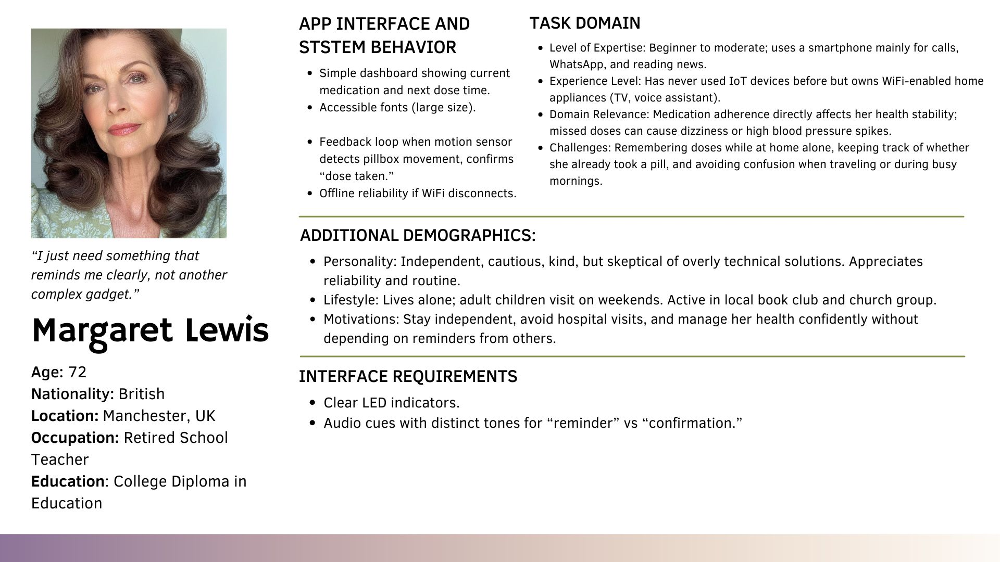 “I just need something that
reminds me clearly, not another
complex gadget.”
Margaret Lewis
Age: 72
Nationality: British
Location: Manchester, UK
Occupation: Retired School
Teacher
Education: College Diploma in
Education
APP INTERFACE AND
STSTEM BEHAVIOR
• Simple dashboard showing current
medication and next dose time.
• Accessible fonts (large size).
• Feedback loop when motion sensor
detects pillbox movement, confirms
“dose taken.”
• Offline reliability if WiFi disconnects.
TASK DOMAIN
• Level of Expertise: Beginner to moderate; uses a smartphone mainly for calls,
WhatsApp, and reading news.
• Experience Level: Has never used IoT devices before but owns WiFi-enabled home
appliances (TV, voice assistant).
• Domain Relevance: Medication adherence directly affects her health stability;
missed doses can cause dizziness or high blood pressure spikes.
• Challenges: Remembering doses while at home alone, keeping track of whether
she already took a pill, and avoiding confusion when traveling or during busy
mornings.
ADDITIONAL DEMOGRAPHICS:
• Personality: Independent, cautious, kind, but skeptical of overly technical solutions. Appreciates
reliability and routine.
• Lifestyle: Lives alone; adult children visit on weekends. Active in local book club and church group.
• Motivations: Stay independent, avoid hospital visits, and manage her health confidently without
depending on reminders from others.
INTERFACE REQUIREMENTS
• Clear LED indicators.
• Audio cues with distinct tones for “reminder” vs “confirmation.”